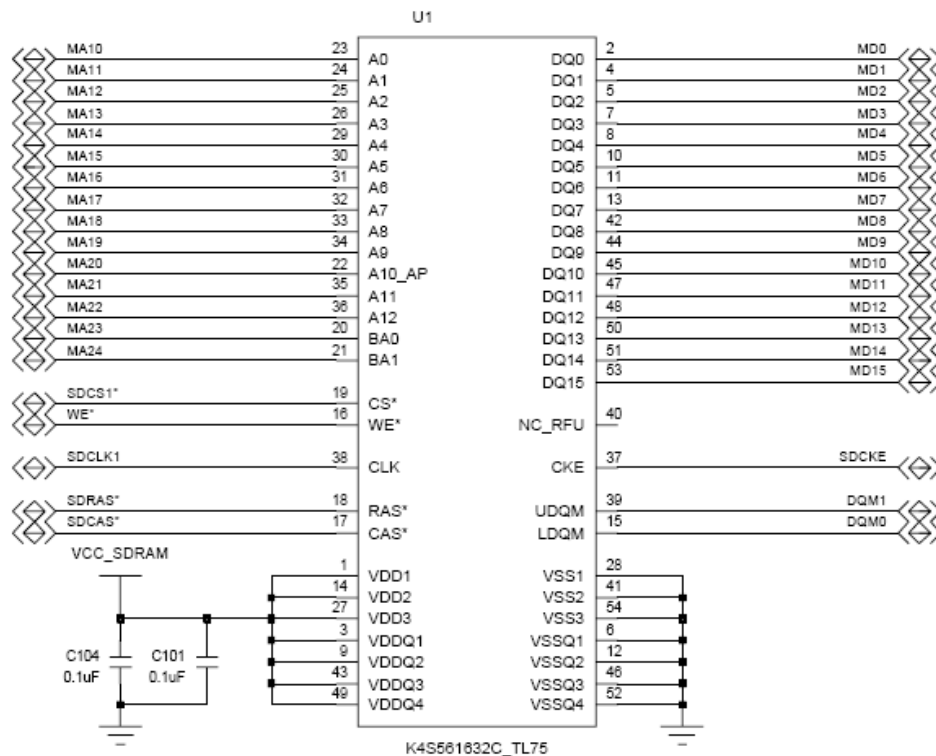 U1
MA10 23 A0 DQ0 2 MD0
MA11 24 A1 DQ1 4 MD1
MA12 25 A2 DQ2 5 MD2
MA13 26 A3 DQ3 7 MD3
MA14 29 A4 DQ4 8 MD4
MA15 30 A5 DQ5 10 MD5
MA16 31 A6 DQ6 11 MD6
MA17 32 A7 DQ7 13 MD7
MA18 33 A8 DQ8 42 MD8
MA19 34 A9 DQ9 44 MD9
MA20 22 A10_AP DQ10 45 MD10
MA21 35 A11 DQ11 47 MD11
MA22 36 A12 DQ12 48 MD12
MA23 20 BA0 DQ13 50 MD13
MA24 21 BA1 DQ14 51 MD14
DQ15 53 MD15
SDCS1* 19 CS*
WE* 16 WE* NC_RFU 40
SDCLK1 38 CLK CKE 37 SDCKE
SDRAS* 18 RAS* UDQM 39 DQM1
SDCAS* 17 CAS* LDQM 15 DQM0
VCC_SDRAM
1 VDD1 VSS1 28
14 VDD2 VSS2 41
27 VDD3 VSS3 54
3 VDDQ1 VSSQ1 6
9 VDDQ2 VSSQ2 12
43 VDDQ3 VSSQ3 46
49 VDDQ4 VSSQ4 52
C104 C101
0.1uF 0.1uF
K4S561632C_TL75